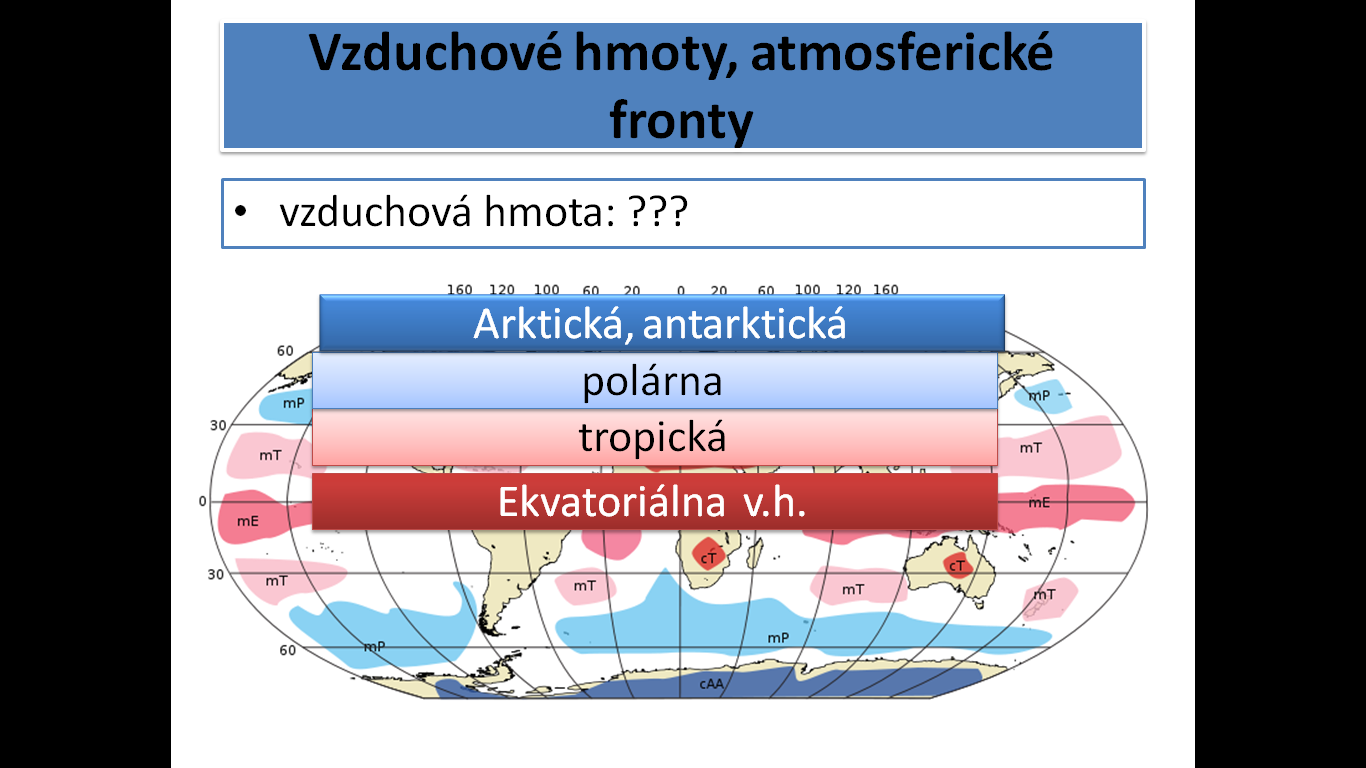 Vzduchové hmoty, atmosferické
fronty
• vzduchová hmota: ???
160 120 100 60 20 0 20 60 100 120 160
Arktická, antarktická
60
polárna
mP mP
30
tropická
mT mT
0
Ekvatoriálna v.h.
mE mE
cT cT
30
mT mT mT mT
60
mP mP
cAA